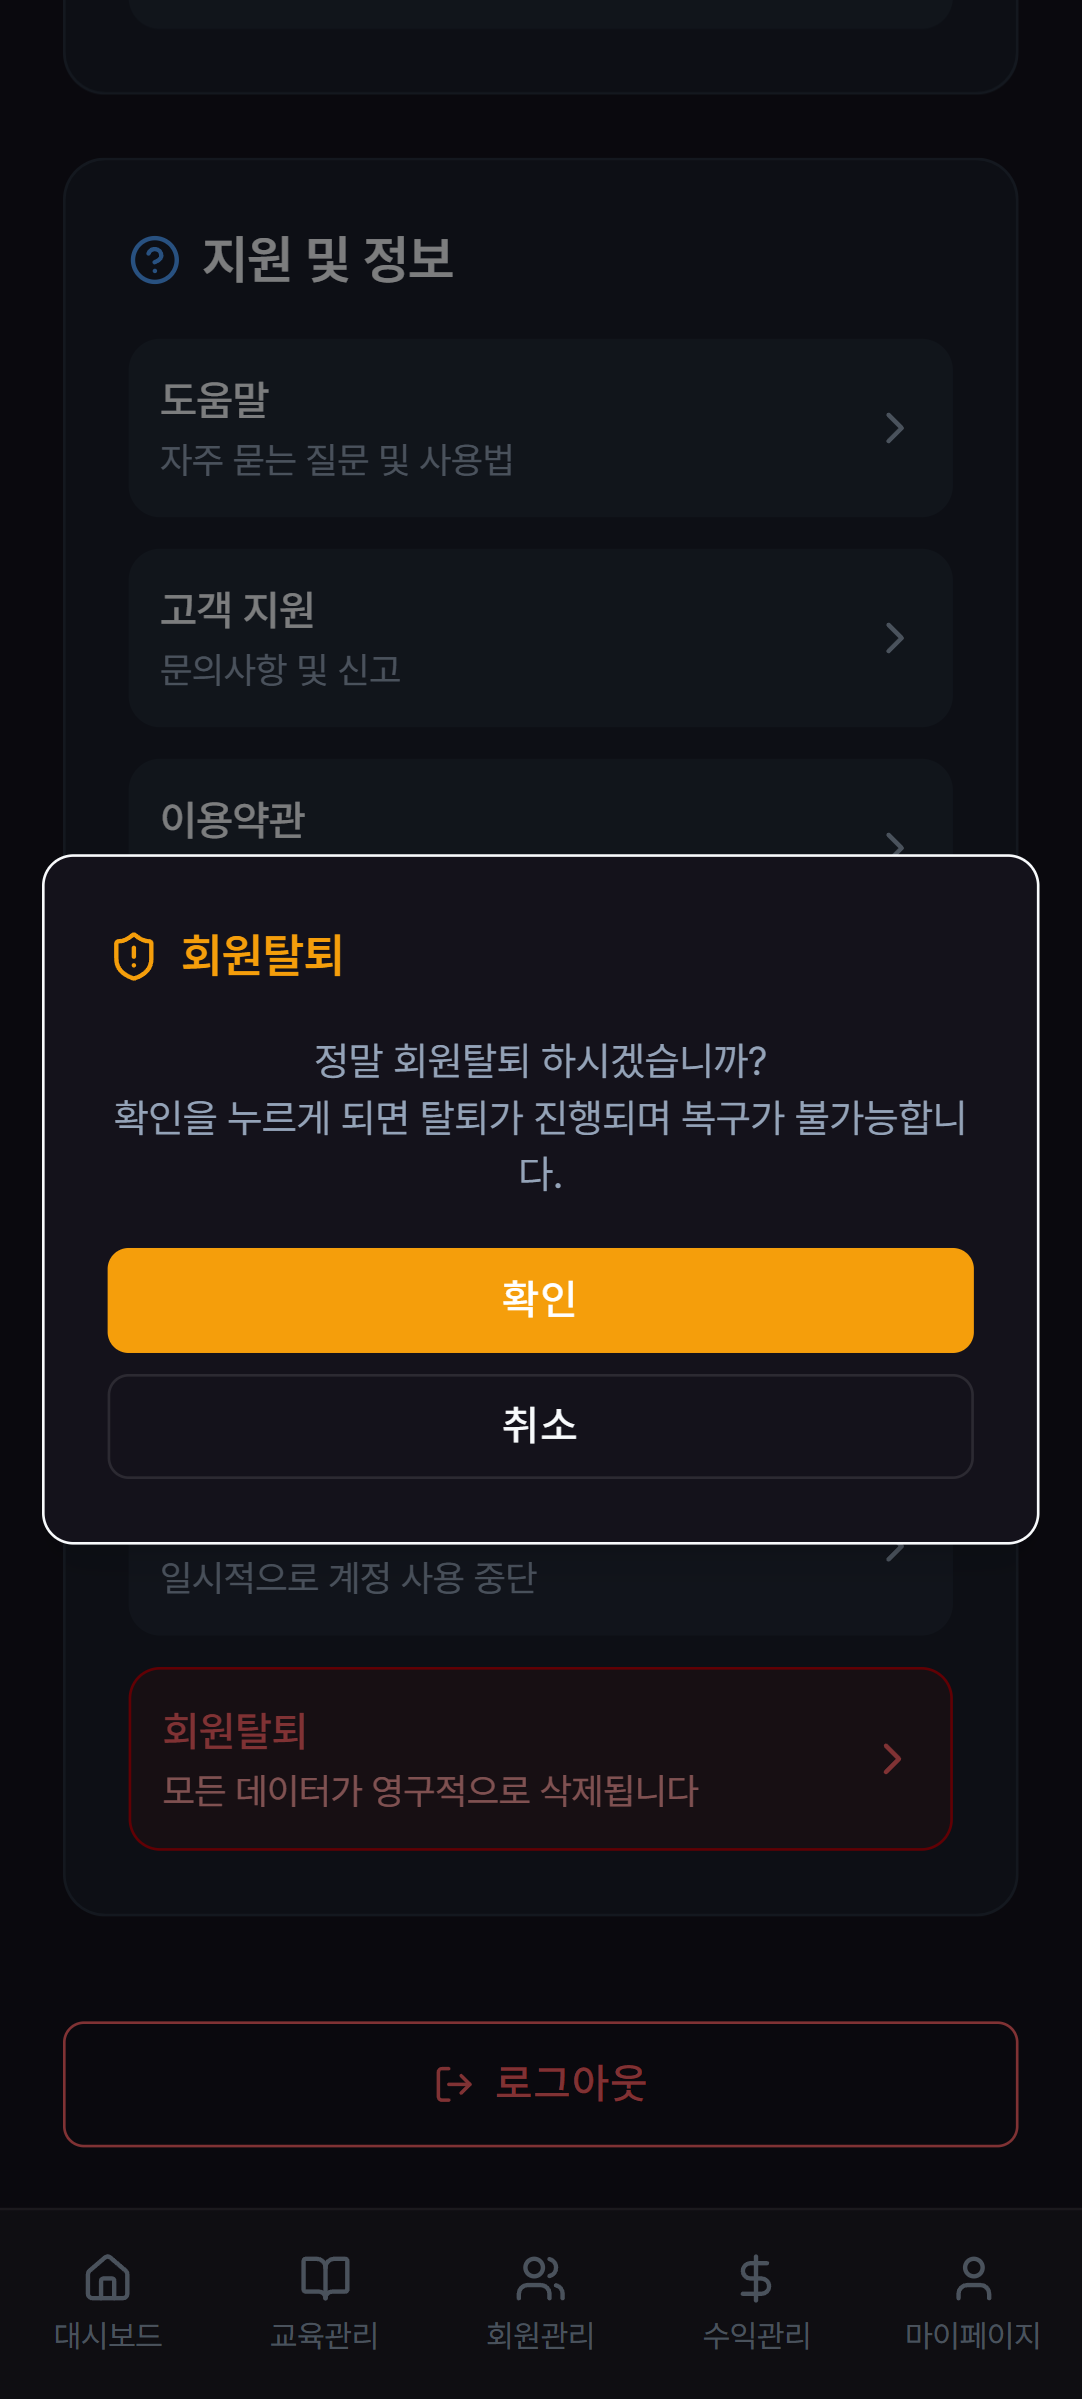 지원 및 정보
도움말
자주 묻는 질문 및 사용법
고객 지원
문의사항 및 신고
이용약관
회원탈퇴
정말 회원탈퇴 하시겠습니까?
확인을 누르게 되면 탈퇴가 진행되며 복구가 불가능합니
다.
확인
취소
일시적으로 계정 사용 중단
회원탈퇴
모든 데이터가 영구적으로 삭제됩니다
로그아웃
대시보드
교육관리
회원관리
수익관리
마이페이지